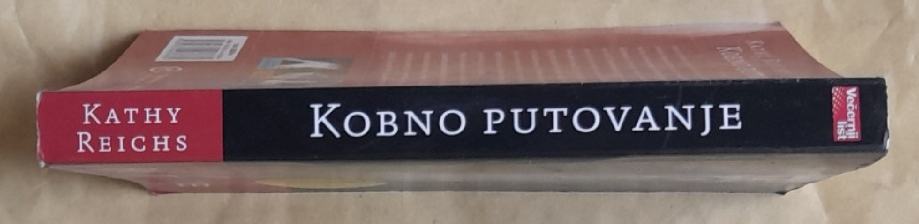 KATHY
REICHS
KOBNO PUTOVANJE
Večernji
list